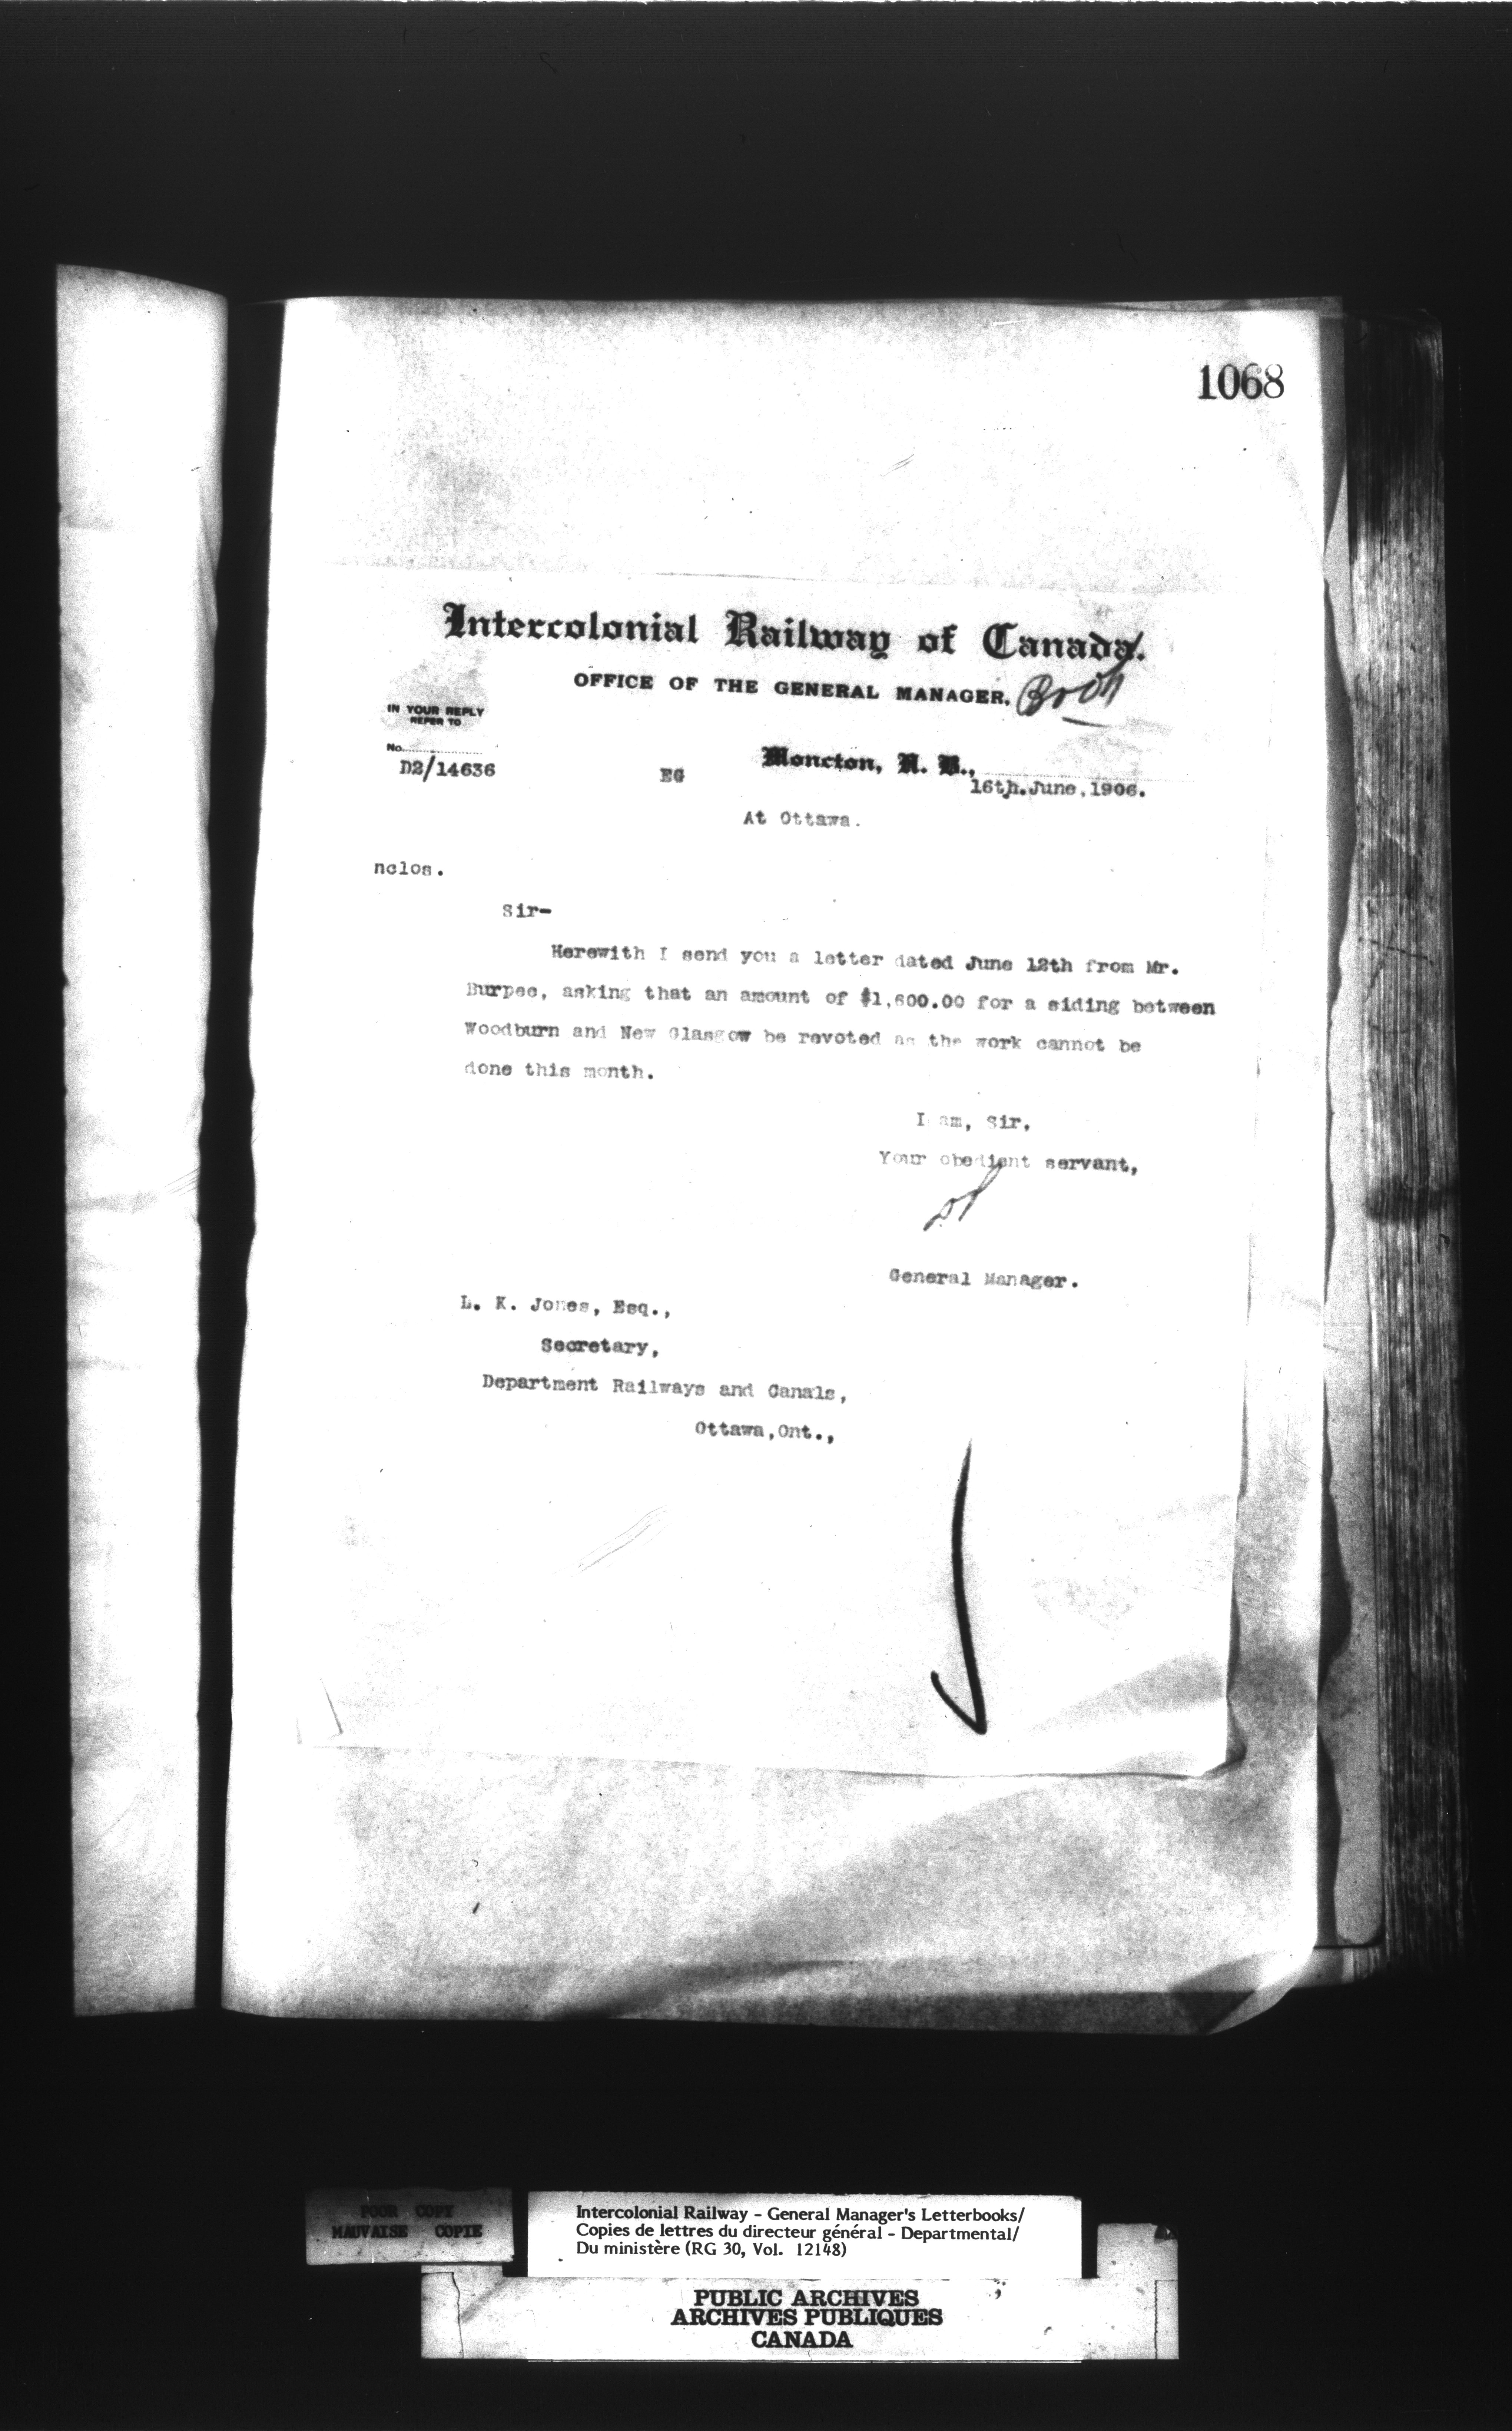 1068
Intercolonial Railway of Canada.
OFFICE OF THE GENERAL MANAGER,
IN YOUR REPLY
REFER TO
No.
Moncton, N. B.,
D2/14636
EG
16th.June,1906.
At Ottawa.
nclos.
Sir-
Herewith I send you a letter dated June 12th from Mr.
Burpee, asking that an amount of $1,600.00 for a siding between
Woodburn and New Glasgow be revoted as the work cannot be
done this month.
I am, Sir,
Your obedient servant,
General Manager.
L. K. Jones, Esq.,
Secretary,
Department Railways and Canals,
Ottawa,Ont.,
POOR COPY
MAUVAISE COPIE
Intercolonial Railway - General Manager's Letterbooks/
Copies de lettres du directeur général - Departmental/
Du ministère (RG 30, Vol. 12148)
PUBLIC ARCHIVES
ARCHIVES PUBLIQUES
CANADA